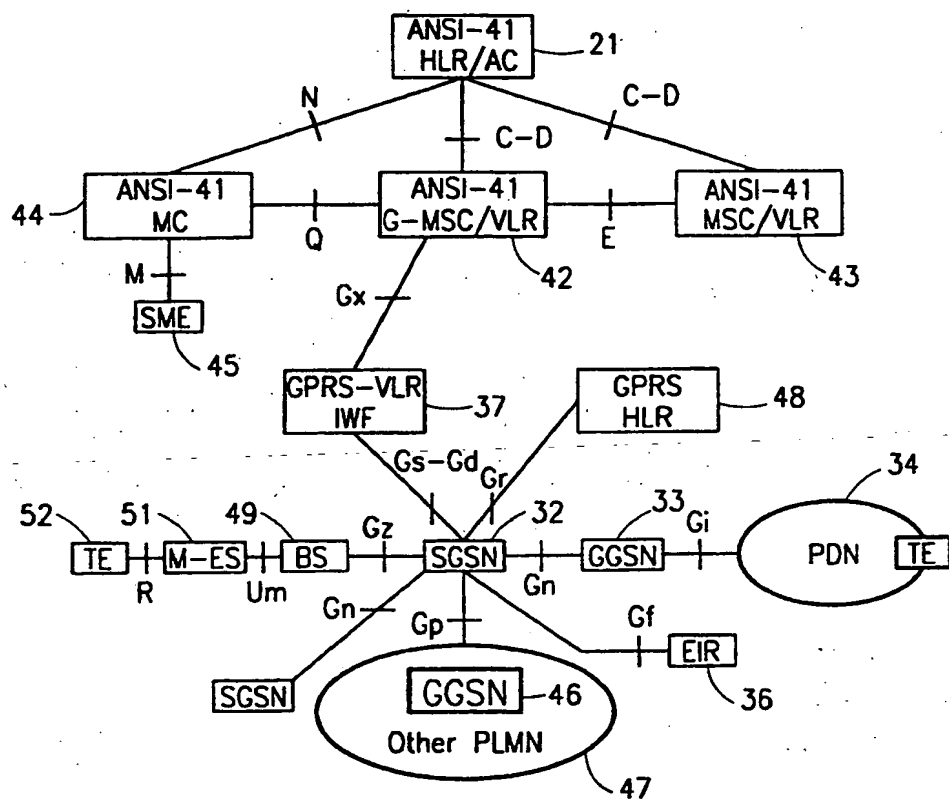 ANSI-41
HLR/AC
21
N
C-D
C-D
44
ANSI-41
MC
Q
ANSI-41
G-MSC/VLR
42
E
ANSI-41
MSC/VLR
43
M
SME
45
Gx
GPRS-VLR
IWF
37
GPRS
HLR
48
Gs-Gd
Gr
52
TE
R
51
M-ES
Um
49
BS
Gz
32
SGSN
Gn
33
GGSN
Gi
34
PDN
TE
Gn
SGSN
Gp
Gf
EIR
36
GGSN
46
Other PLMN
47